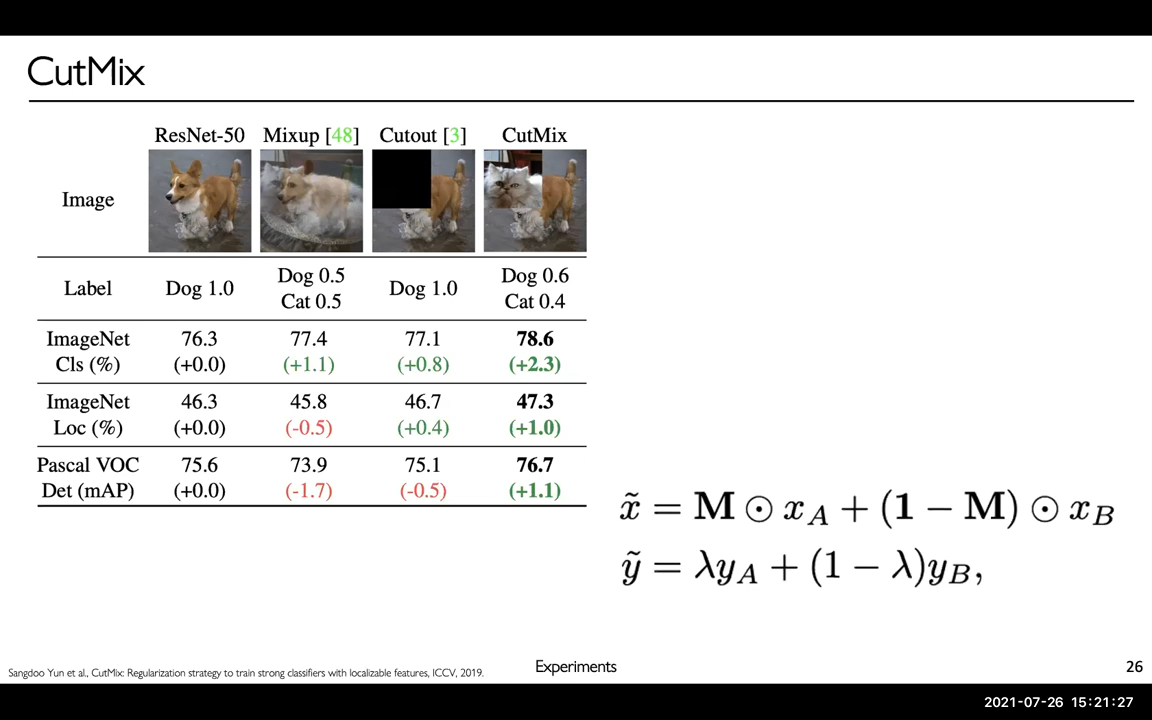 CutMix
ResNet-50 Mixup [48] Cutout [3] CutMix
Image
Label Dog 1.0 Dog 0.5 Cat 0.5 Dog 1.0 Dog 0.6 Cat 0.4
ImageNet 76.3 77.4 77.1 78.6
Cls (%) (+0.0) (+1.1) (+0.8) (+2.3)
ImageNet 46.3 45.8 46.7 47.3
Loc (%) (+0.0) (-0.5) (+0.4) (+1.0)
Pascal VOC 75.6 73.9 75.1 76.7
Det (mAP) (+0.0) (-1.7) (-0.5) (+1.1)
x̃ = M ⊙ x_A + (1 − M) ⊙ x_B
ỹ = λy_A + (1 − λ)y_B,
Sangdoo Yun et al., CutMix: Regularization strategy to train strong classifiers with localizable features, ICCV, 2019.
Experiments
26
2021-07-26 15:21:27